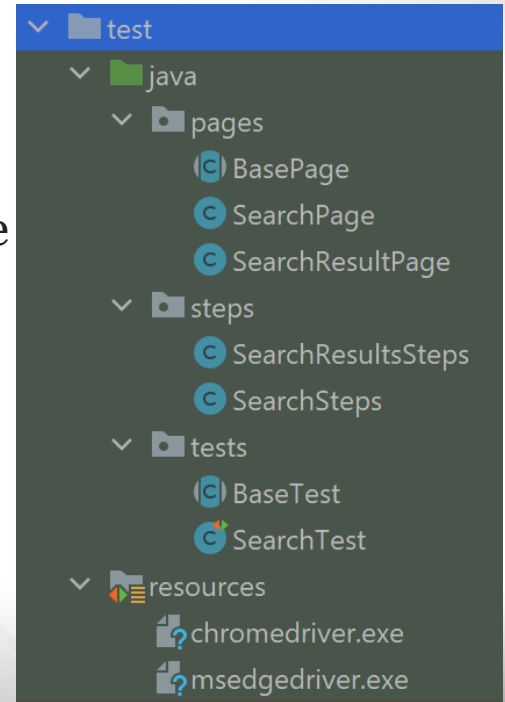 test
java
pages
BasePage
SearchPage
e
SearchResultPage
steps
SearchResultsSteps
SearchSteps
tests
BaseTest
SearchTest
resources
chromedriver.exe
msedgedriver.exe